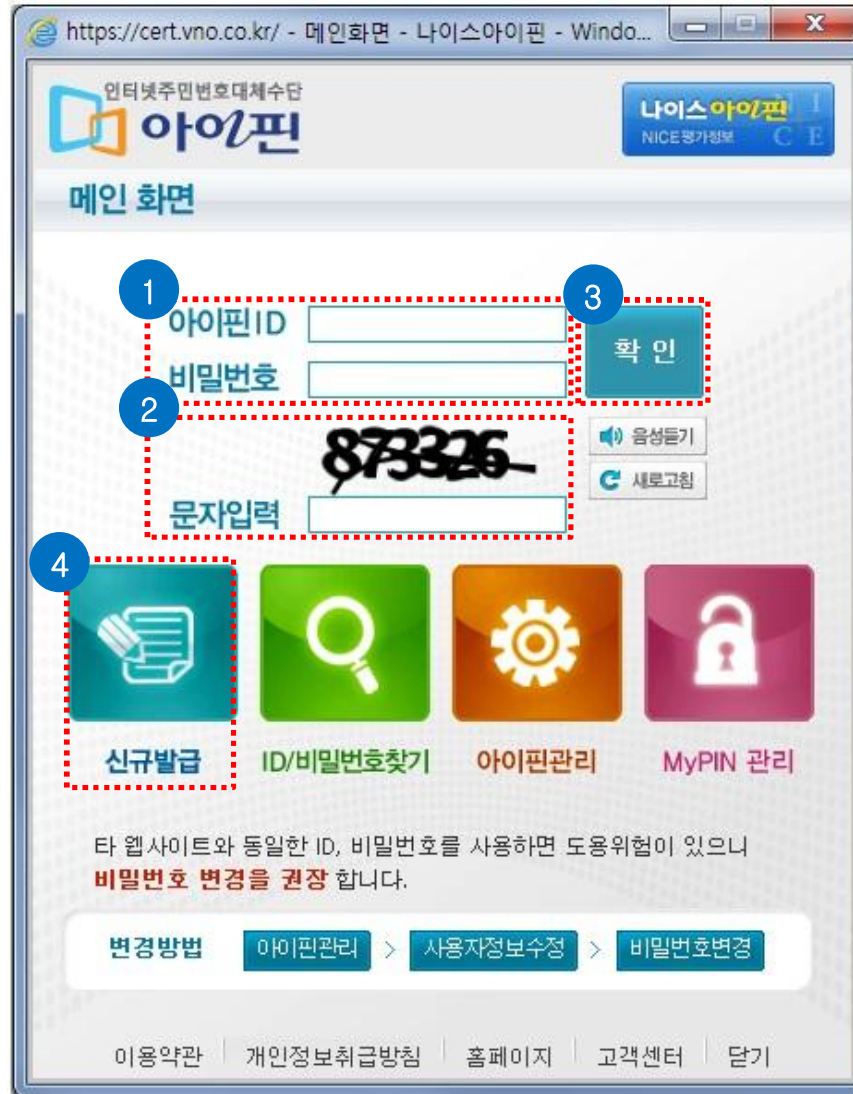 https://cert.vno.co.kr/ - 메인화면 - 나이스아이핀 - Windo...
인터넷주민번호대체수단
아이핀
나이스아이핀
NICE평가정보
NICE
메인 화면
1
아이핀ID
비밀번호
3
확 인
2
873326
음성듣기
새로고침
문자입력
4
신규발급
ID/비밀번호찾기
아이핀관리
MyPIN 관리
타 웹사이트와 동일한 ID, 비밀번호를 사용하면 도용위험이 있으니
비밀번호 변경을 권장 합니다.
변경방법 아이핀관리 > 사용자정보수정 > 비밀번호변경
이용약관 개인정보취급방침 홈페이지 고객센터 닫기